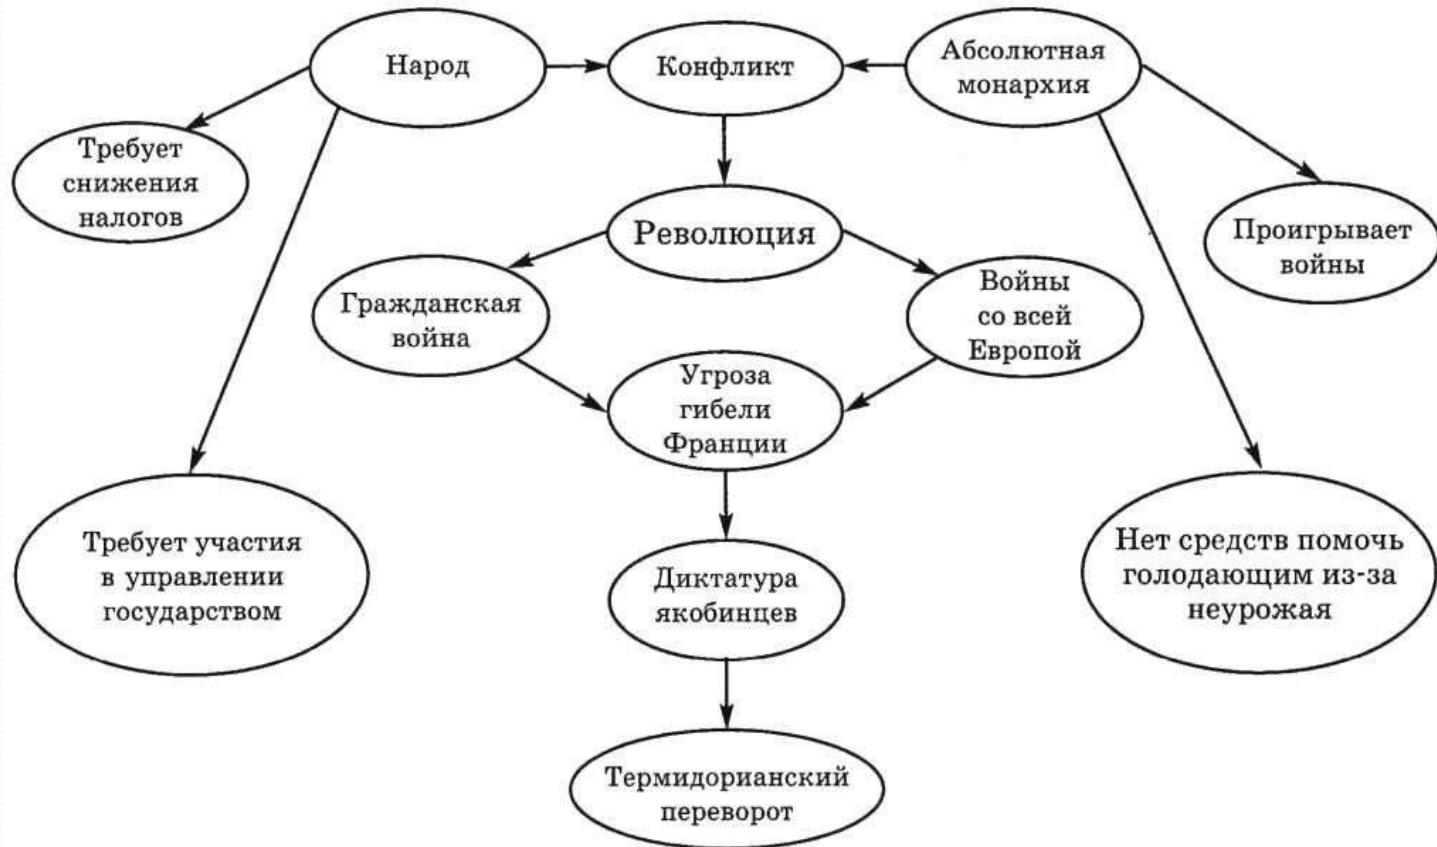 Народ
Конфликт
Абсолютная
монархия
Требует
снижения
налогов
Революция
Проигрывает
войны
Гражданская
война
Войны
со всей
Европой
Угроза
гибели
Франции
Требует участия
в управлении
государством
Диктатура
якобинцев
Нет средств помочь
голодающим из-за
неурожая
Термидорианский
переворот